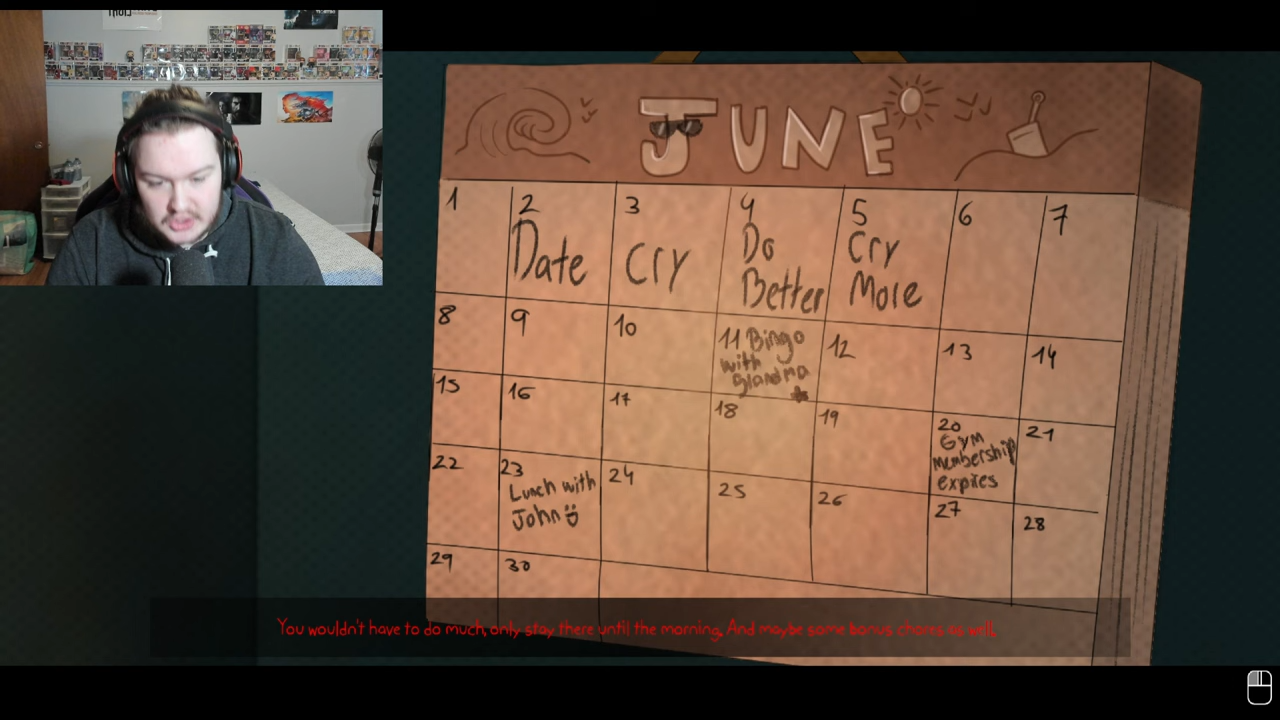 JUNE
1 2 3 4 5 6 7
Date Cry Do Better Cry More
8 9 10 11 12 13 14
Bingo with grandma
15 16 17 18 19 20 21
Gym membership expires
22 23 24 25 26 27 28
Lunch with John
29 30
You wouldn't have to do much, only stay there until the morning. And maybe some bonus chores as well.